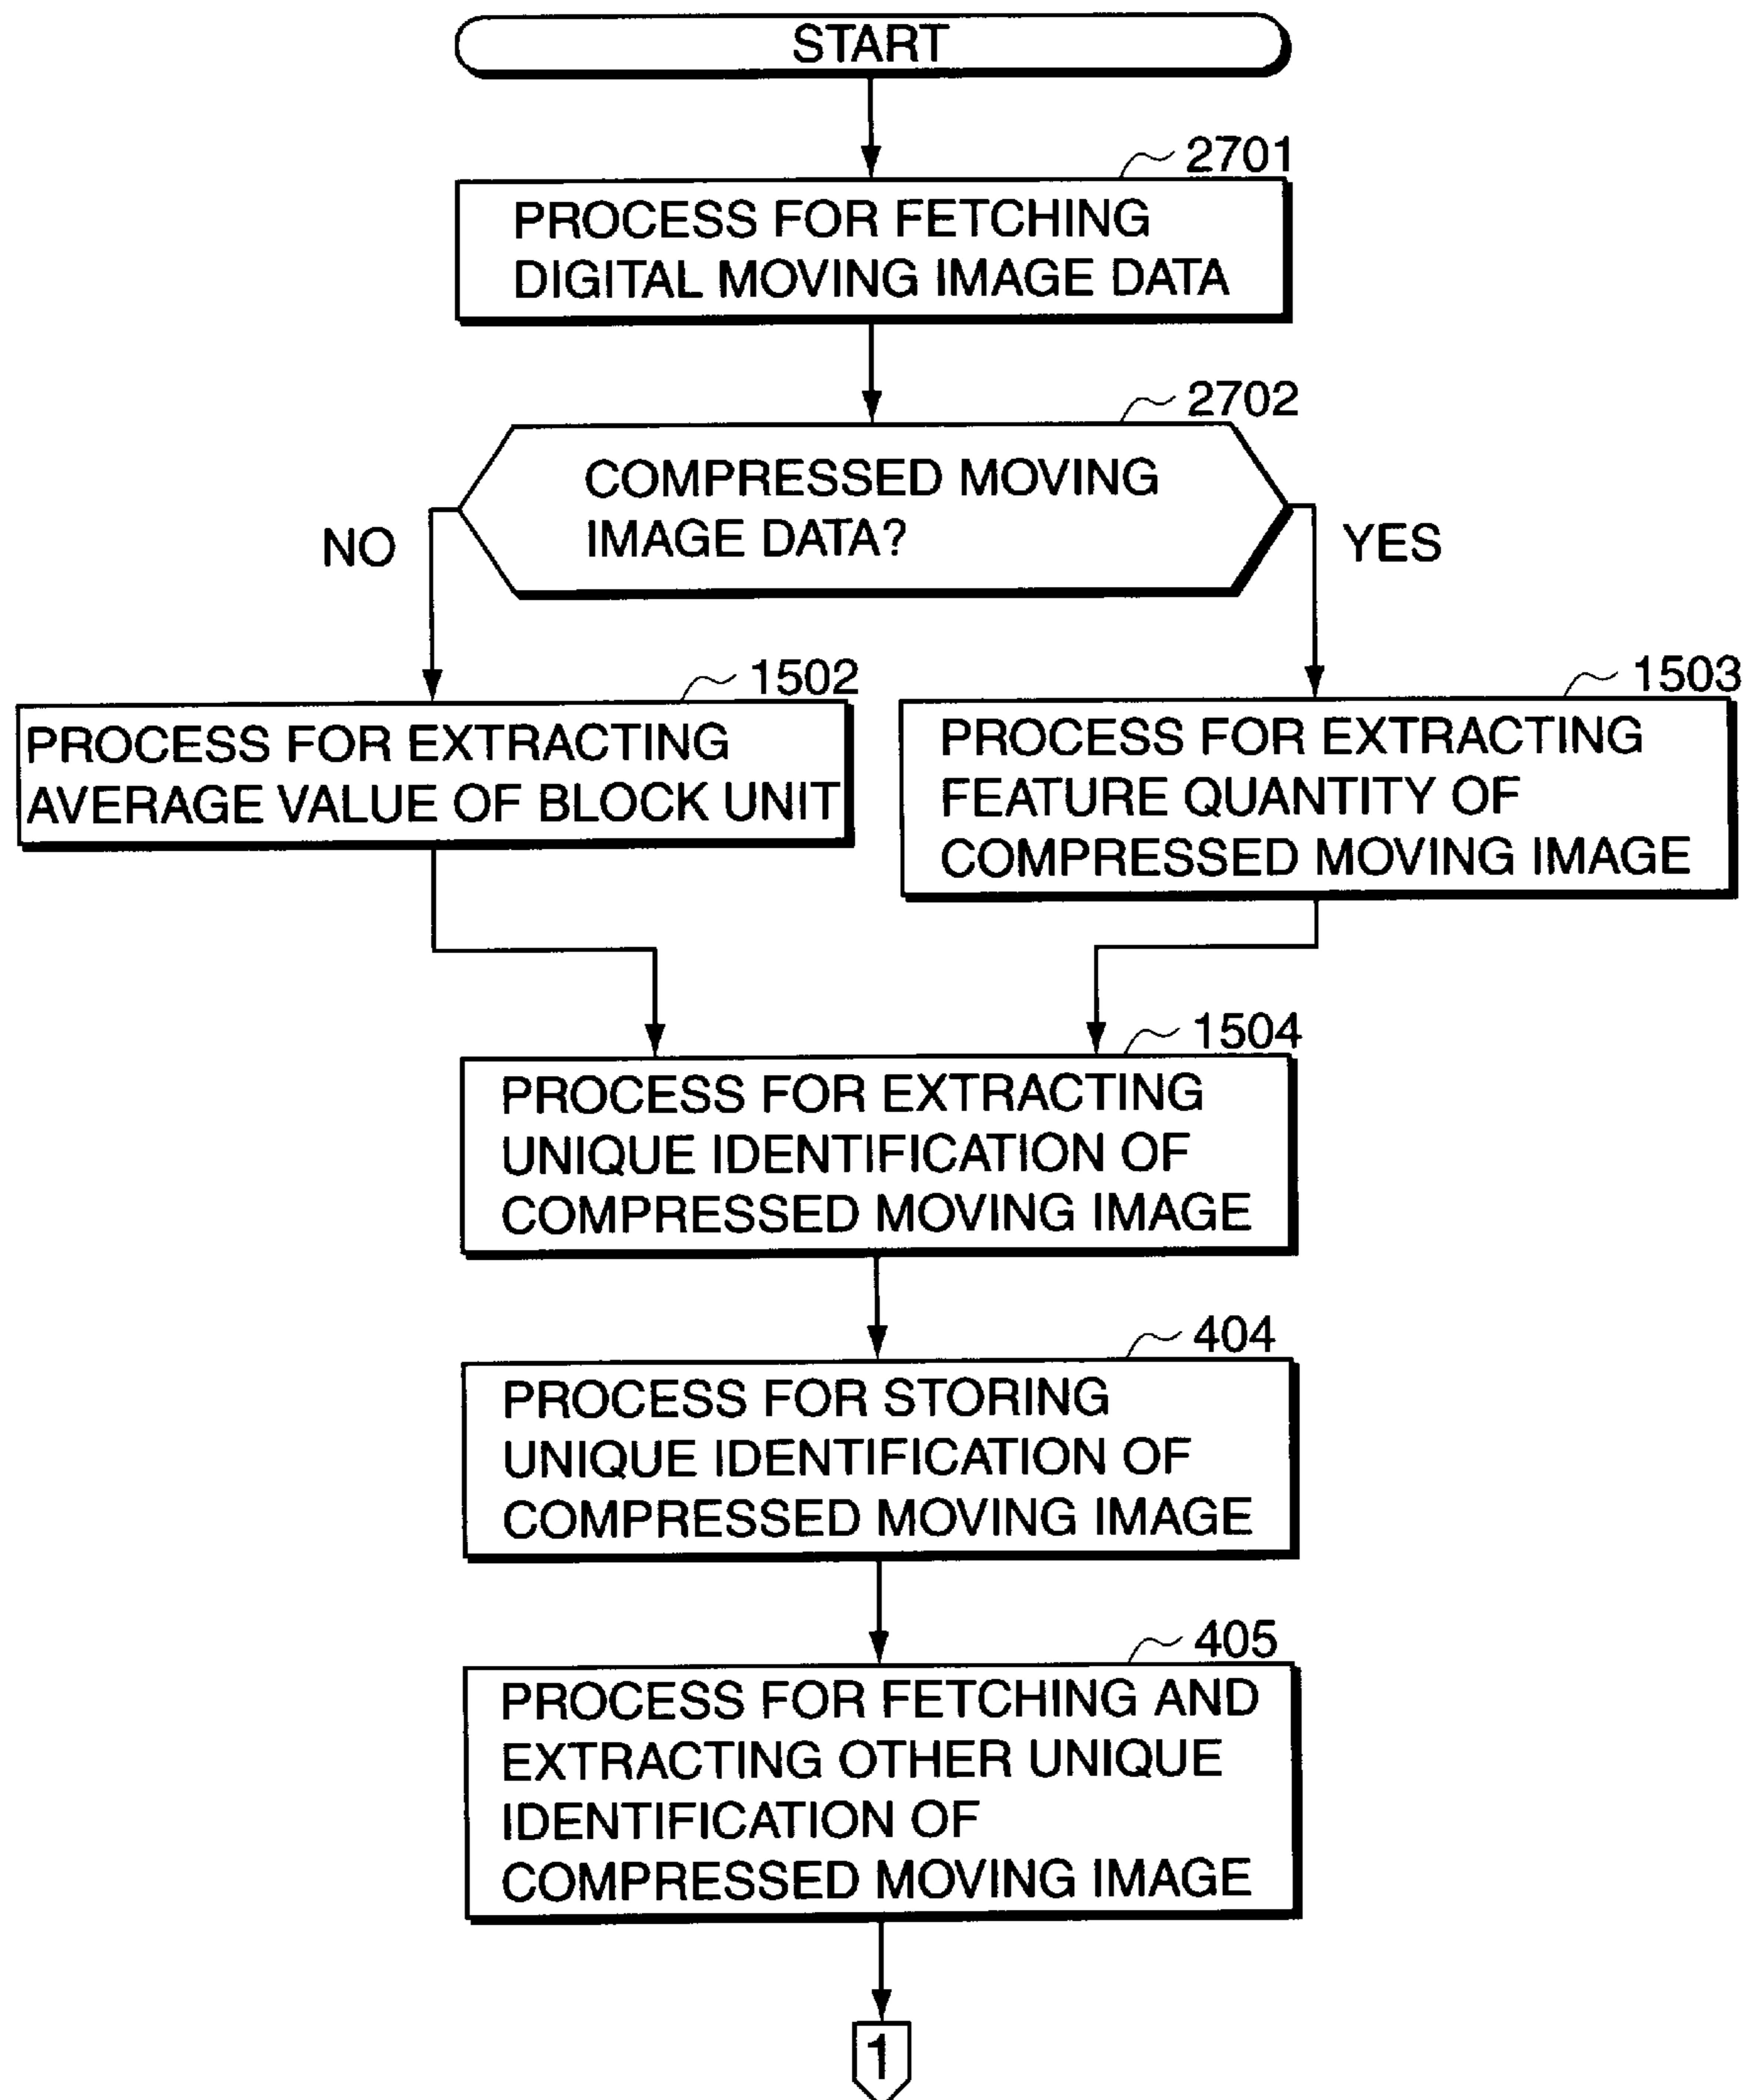 START
2701
PROCESS FOR FETCHING
DIGITAL MOVING IMAGE DATA
2702
COMPRESSED MOVING
IMAGE DATA?
NO
YES
1502
PROCESS FOR EXTRACTING
AVERAGE VALUE OF BLOCK UNIT
1503
PROCESS FOR EXTRACTING
FEATURE QUANTITY OF
COMPRESSED MOVING IMAGE
1504
PROCESS FOR EXTRACTING
UNIQUE IDENTIFICATION OF
COMPRESSED MOVING IMAGE
404
PROCESS FOR STORING
UNIQUE IDENTIFICATION OF
COMPRESSED MOVING IMAGE
405
PROCESS FOR FETCHING AND
EXTRACTING OTHER UNIQUE
IDENTIFICATION OF
COMPRESSED MOVING IMAGE
1